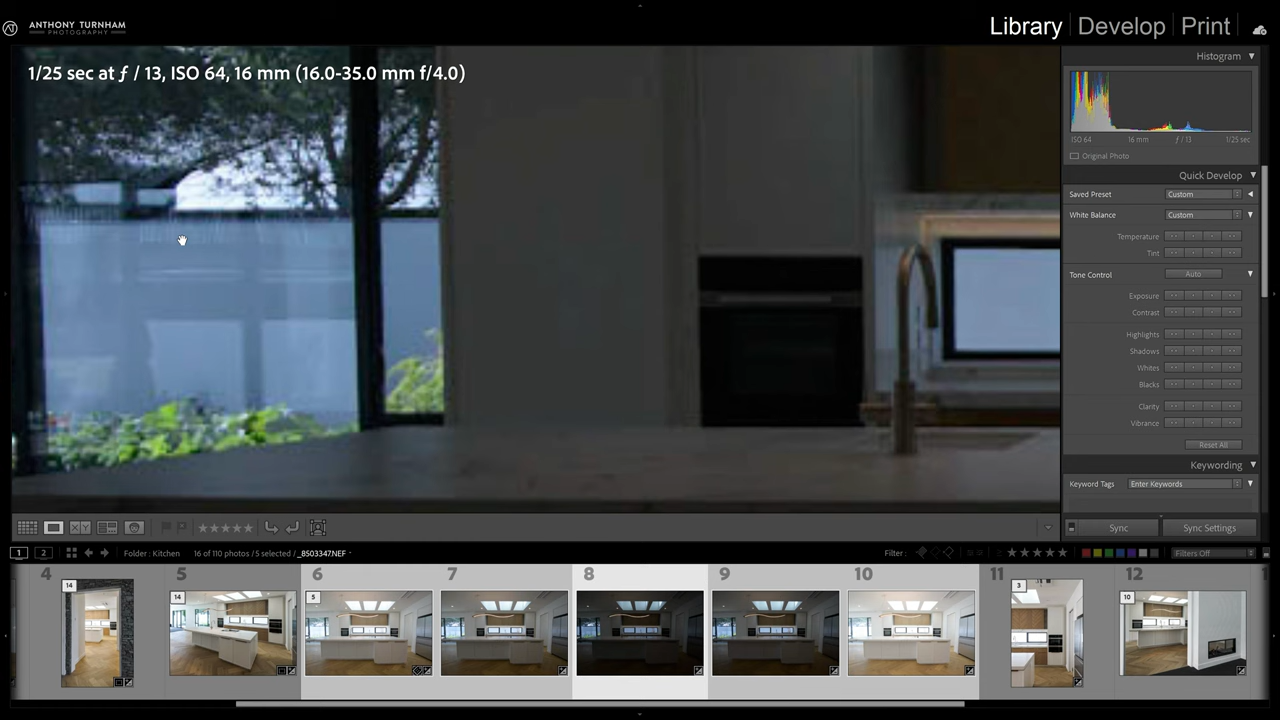 ANTHONY TURNHAM
PHOTOGRAPHY
Library | Develop | Print
1/25 sec at ƒ / 13, ISO 64, 16 mm (16.0-35.0 mm f/4.0)
Histogram
ISO 64 16 mm ƒ / 13 1/25 sec
Original Photo
Quick Develop
Saved Preset Custom
White Balance Custom
Temperature
Tint
Tone Control Auto
Exposure
Contrast
Highlights
Shadows
Whites
Blacks
Clarity
Vibrance
Reset All
Keywording
Keyword Tags Enter Keywords
Sync Sync Settings
X Y
1 2 Folder : Kitchen 16 of 110 photos / 5 selected / _8503347.NEF
Filter : Filters Off
4 5 6 7 8 9 10 11 12
14 14 5 3 10